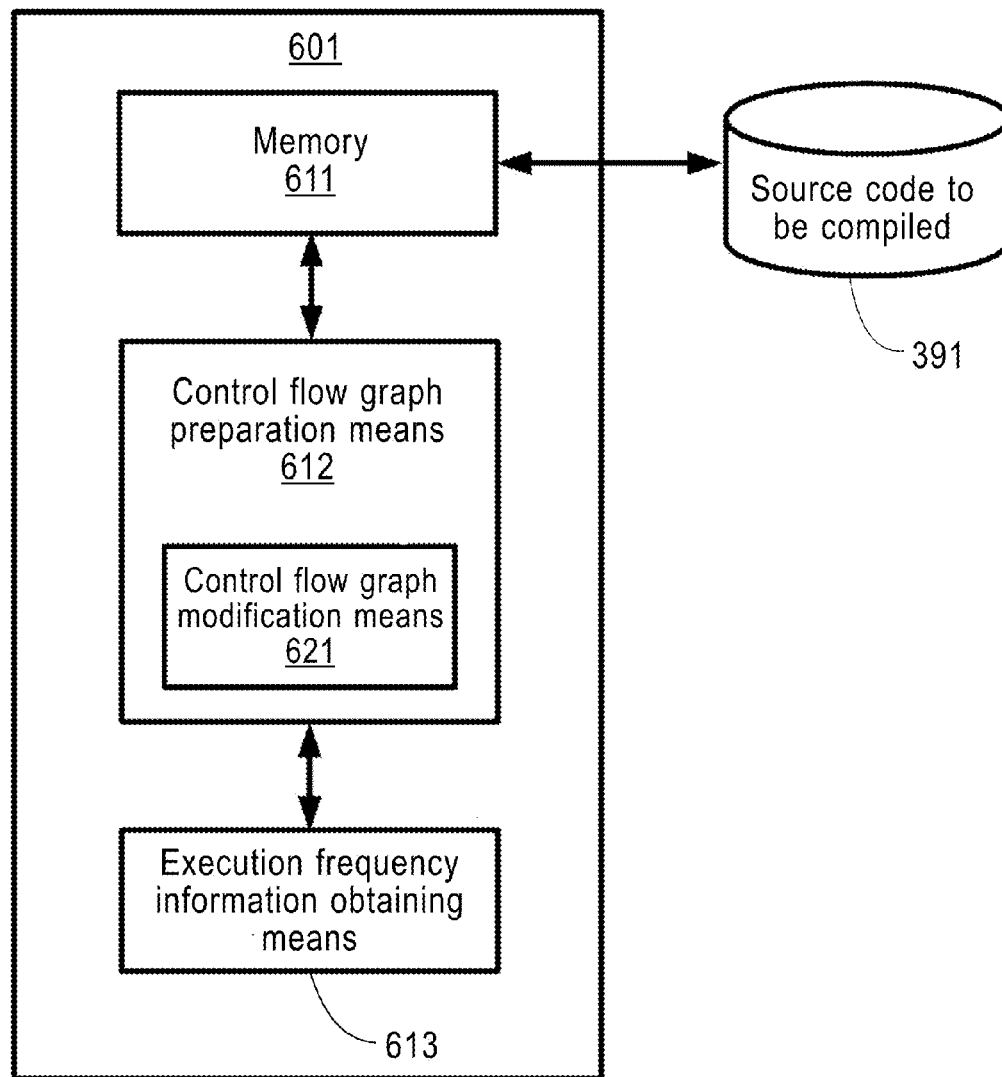 601
Memory
611
Source code to
be compiled
391
Control flow graph
preparation means
612
Control flow graph
modification means
621
Execution frequency
information obtaining
means
613